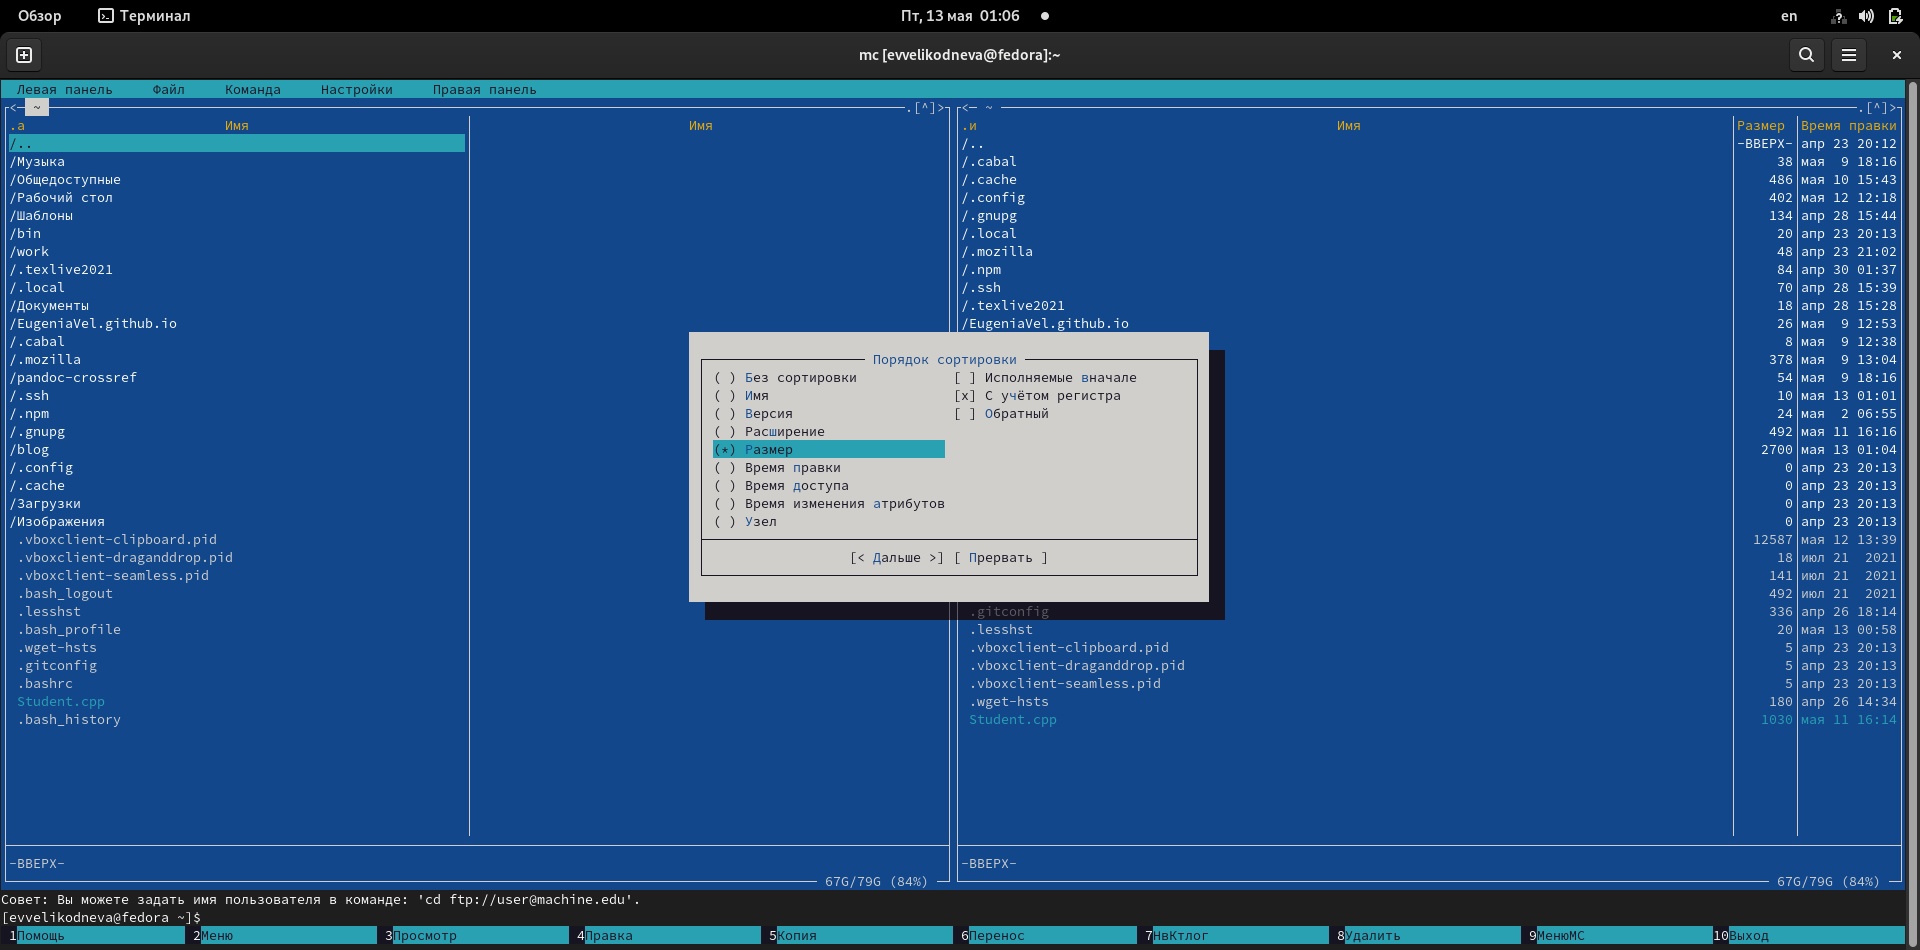 Обзор Терминал Пт, 13 мая 01:06 en
mc [evvelikodneva@fedora]:~
Левая панель Файл Команда Настройки Правая панель
<─ ~ .[^]> <─ ~ .[^]>
.а Имя Имя .и Имя Размер Время правки
/.. /.. -ВВЕРХ- апр 23 20:12
/Музыка /.cabal 38 мая 9 18:16
/Общедоступные /.cache 486 мая 10 15:43
/Рабочий стол /.config 402 мая 12 12:18
/Шаблоны /.gnupg 134 апр 28 15:44
/bin /.local 20 апр 23 20:13
/work /.mozilla 48 апр 23 21:02
/.texlive2021 /.npm 84 апр 30 01:37
/.local /.ssh 70 апр 28 15:39
/Документы /.texlive2021 18 апр 28 15:28
/EugeniaVel.github.io /EugeniaVel.github.io 26 мая 9 12:53
/.cabal 8 мая 9 12:38
/.mozilla Порядок сортировки 378 мая 9 13:04
/pandoc-crossref ( ) Без сортировки [ ] Исполняемые вначале 54 мая 9 18:16
/.ssh ( ) Имя [x] С учётом регистра 10 мая 13 01:01
/.npm ( ) Версия [ ] Обратный 24 мая 2 06:55
/.gnupg ( ) Расширение 492 мая 11 16:16
/blog (*) Размер 2700 мая 13 01:04
/.config ( ) Время правки 0 апр 23 20:13
/.cache ( ) Время доступа 0 апр 23 20:13
/Загрузки ( ) Время изменения атрибутов 0 апр 23 20:13
/Изображения ( ) Узел 0 апр 23 20:13
.vboxclient-clipboard.pid 12587 мая 12 13:39
.vboxclient-draganddrop.pid [< Дальше >] [ Прервать ] 18 июл 21 2021
.vboxclient-seamless.pid 141 июл 21 2021
.bash_logout 492 июл 21 2021
.lesshst .gitconfig 336 апр 26 18:14
.bash_profile .lesshst 20 мая 13 00:58
.wget-hsts .vboxclient-clipboard.pid 5 апр 23 20:13
.gitconfig .vboxclient-draganddrop.pid 5 апр 23 20:13
.bashrc .vboxclient-seamless.pid 5 апр 23 20:13
Student.cpp .wget-hsts 180 апр 26 14:34
.bash_history Student.cpp 1030 мая 11 16:14
-ВВЕРХ- -ВВЕРХ-
67G/79G (84%) 67G/79G (84%)
Совет: Вы можете задать имя пользователя в команде: 'cd ftp://user@machine.edu'.
[evvelikodneva@fedora ~]$
1Помощь 2Меню 3Просмотр 4Правка 5Копия 6Перенос 7НвКтлог 8Удалить 9МенюМС 10Выход